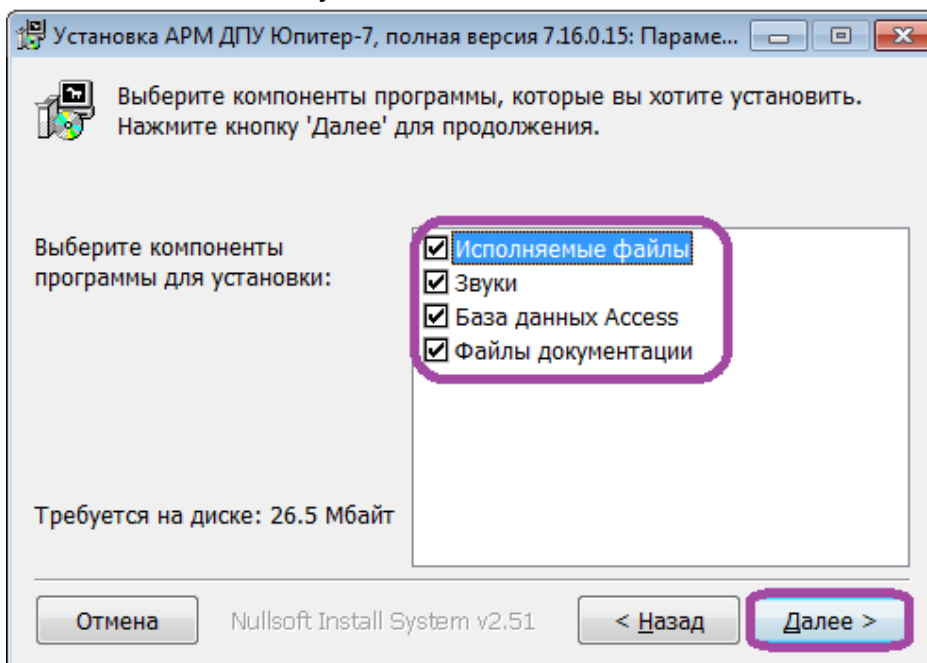 Установка АРМ ДПУ Юпитер-7, полная версия 7.16.0.15: Параме...
Выберите компоненты программы, которые вы хотите установить.
Нажмите кнопку 'Далее' для продолжения.
Выберите компоненты
программы для установки:
Исполняемые файлы
Звуки
База данных Access
Файлы документации
Требуется на диске: 26.5 Мбайт
Отмена
Nullsoft Install System v2.51
< Назад
Далее >